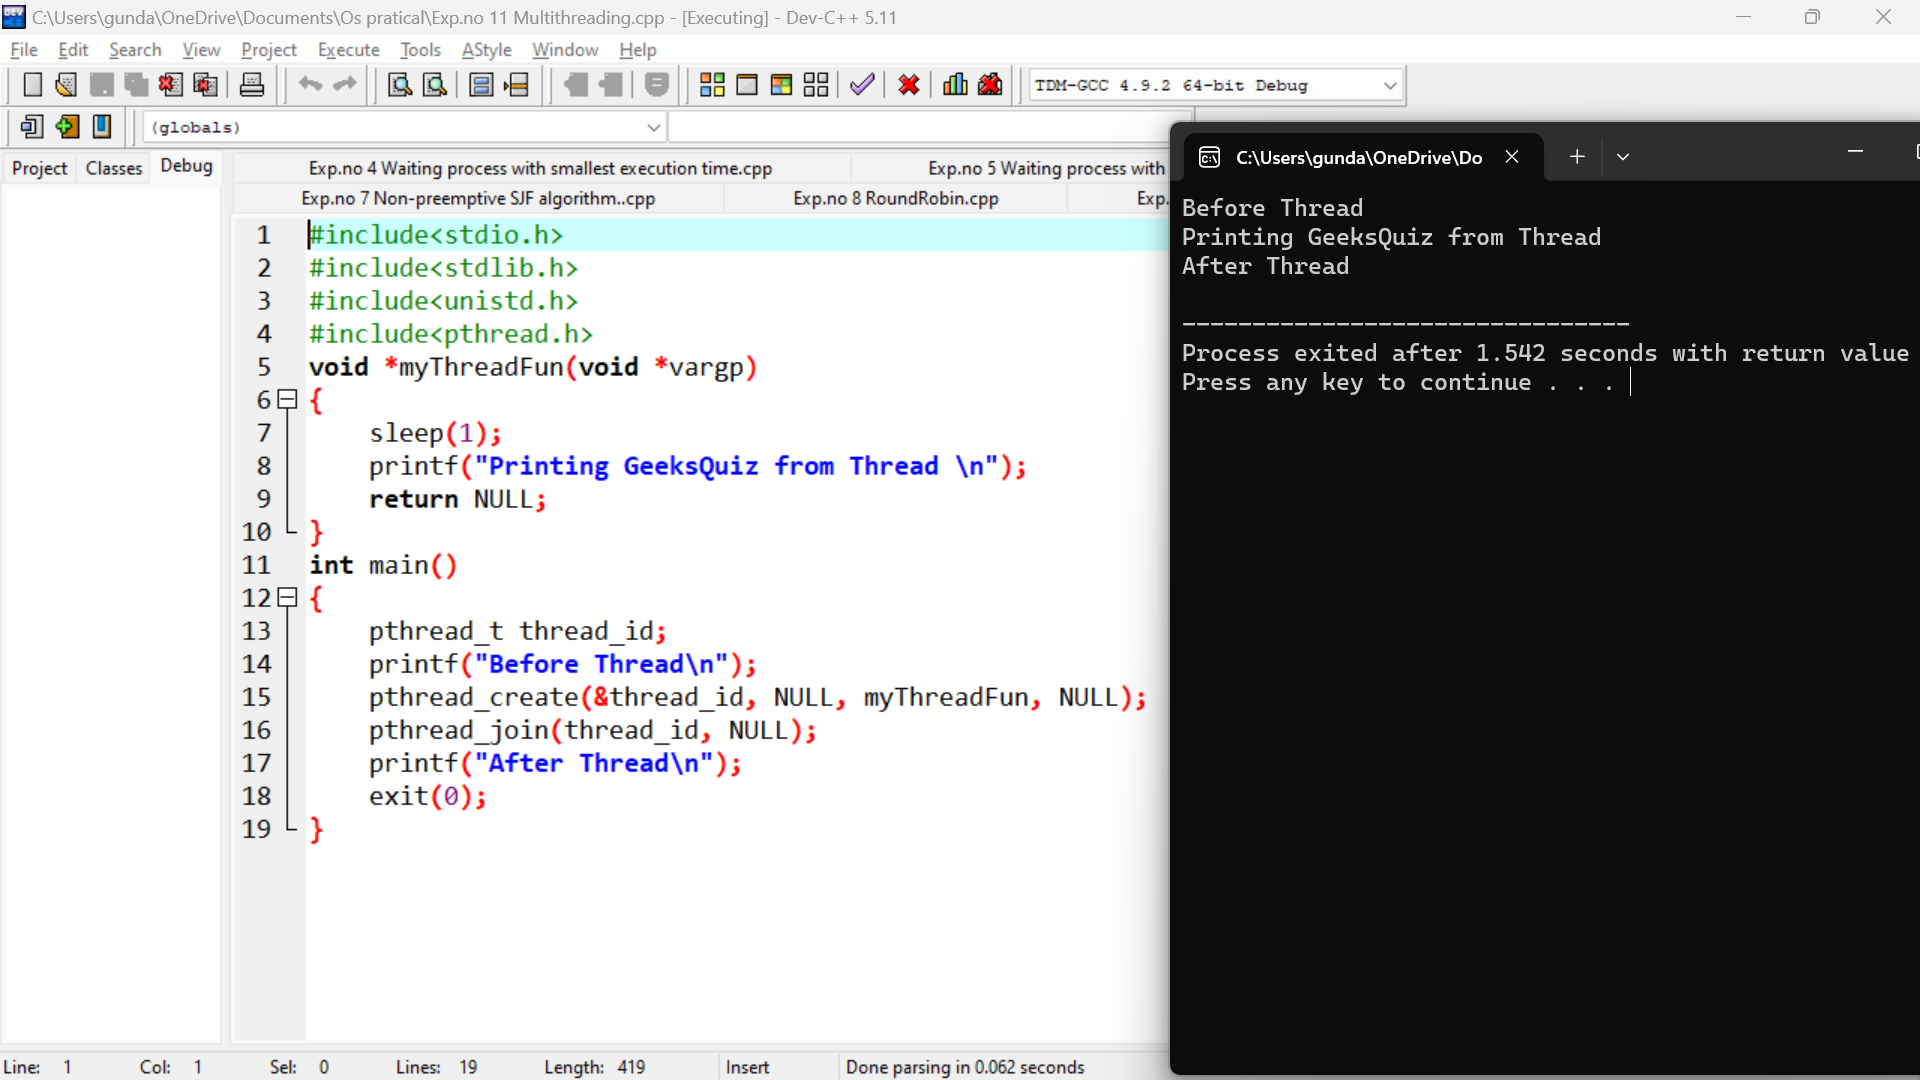 C:\Users\gunda\OneDrive\Documents\Os pratical\Exp.no 11 Multithreading.cpp - [Executing] - Dev-C++ 5.11
File Edit Search View Project Execute Tools AStyle Window Help
TDM-GCC 4.9.2 64-bit Debug
(globals)
Project Classes Debug
Exp.no 4 Waiting process with smallest execution time.cpp Exp.no 5 Waiting process with
Exp.no 7 Non-preemptive SJF algorithm..cpp Exp.no 8 RoundRobin.cpp Exp.
1 #include<stdio.h>
2 #include<stdlib.h>
3 #include<unistd.h>
4 #include<pthread.h>
5 void *myThreadFun(void *vargp)
6 {
7 sleep(1);
8 printf("Printing GeeksQuiz from Thread \n");
9 return NULL;
10 }
11 int main()
12 {
13 pthread_t thread_id;
14 printf("Before Thread\n");
15 pthread_create(&thread_id, NULL, myThreadFun, NULL);
16 pthread_join(thread_id, NULL);
17 printf("After Thread\n");
18 exit(0);
19 }
C:\Users\gunda\OneDrive\Do
Before Thread
Printing GeeksQuiz from Thread
After Thread
--------------------------------
Process exited after 1.542 seconds with return value
Press any key to continue . . .
Line: 1 Col: 1 Sel: 0 Lines: 19 Length: 419 Insert Done parsing in 0.062 seconds